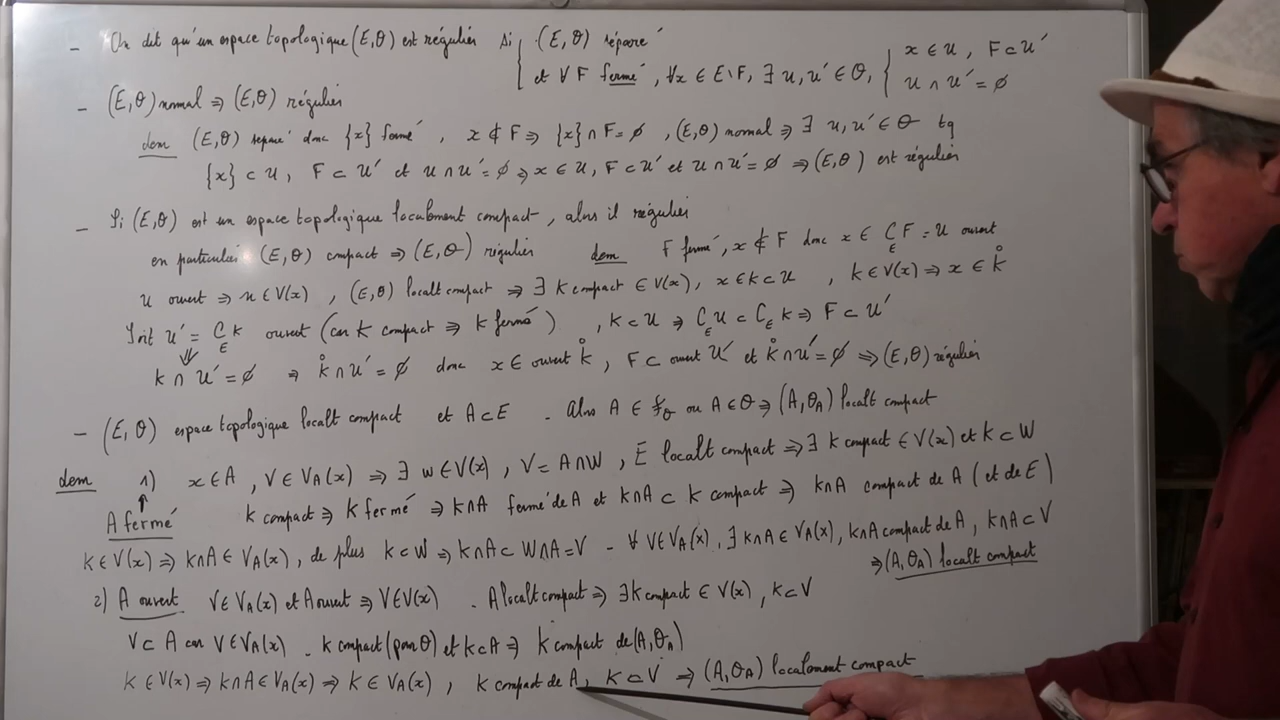 - On dit qu'un espace topologique (E,θ) est régulier si { . (E,θ) séparé
et ∀ F fermé, ∀x ∈ E\F, ∃ U,U' ∈ θ, { x ∈ U, F ⊂ U'
U ∩ U' = ∅
- (E,θ) normal ⇒ (E,θ) régulier
dem (E,θ) séparé donc {x} fermé, x ∉ F ⇒ {x} ∩ F = ∅, (E,θ) normal ⇒ ∃ U,U' ∈ θ tq
{x} ⊂ U, F ⊂ U' et U ∩ U' = ∅ ⇒ x ∈ U, F ⊂ U' et U ∩ U' = ∅ ⇒ (E,θ) est régulier
- Si (E,θ) est un espace topologique localement compact, alors il régulier
en particulier (E,θ) compact ⇒ (E,θ) régulier dem F fermé, x ∉ F donc x ∈ C_E F = U ouvert
U ouvert ⇒ U ∈ V(x), (E,θ) localt compact ⇒ ∃ K compact ∈ V(x), x ∈ K ⊂ U, K ∈ V(x) ⇒ x ∈ K̊
Soit U' = C_E K ouvert (car K compact ⇒ K fermé), K ⊂ U ⇒ C_E U ⊂ C_E K ⇒ F ⊂ U'
⇓
K ∩ U' = ∅ ⇒ K̊ ∩ U' = ∅ donc x ∈ ouvert K̊, F ⊂ ouvert U' et K̊ ∩ U' = ∅ ⇒ (E,θ) régulier
- (E,θ) espace topologique localt compact et A ⊂ E . Alors A ∈ F_θ ou A ∈ θ ⇒ (A,θ_A) localt compact
dem 1) x ∈ A, V ∈ V_A(x) ⇒ ∃ W ∈ V(x), V = A ∩ W, E localt compact ⇒ ∃ K compact ∈ V(x) et K ⊂ W
↑
A fermé K compact ⇒ K fermé ⇒ K ∩ A fermé de A et K ∩ A ⊂ K compact ⇒ K ∩ A compact de A (et de E)
K ∈ V(x) ⇒ K ∩ A ∈ V_A(x), de plus K ⊂ W ⇒ K ∩ A ⊂ W ∩ A = V - ∀ V ∈ V_A(x), ∃ K ∩ A ∈ V_A(x), K ∩ A compact de A, K ∩ A ⊂ V
⇒ (A,θ_A) localt compact
2) A ouvert V ∈ V_A(x) et A ouvert ⇒ V ∈ V(x) . A localt compact ⇒ ∃ K compact ∈ V(x), K ⊂ V
V ⊂ A car V ∈ V_A(x) . K compact (pour θ) et K ⊂ A ⇒ K compact de (A,θ_A)
K ∈ V(x) ⇒ K ∩ A ∈ V_A(x) ⇒ K ∈ V_A(x), K compact de A, K ⊂ V ⇒ (A,θ_A) localement compact